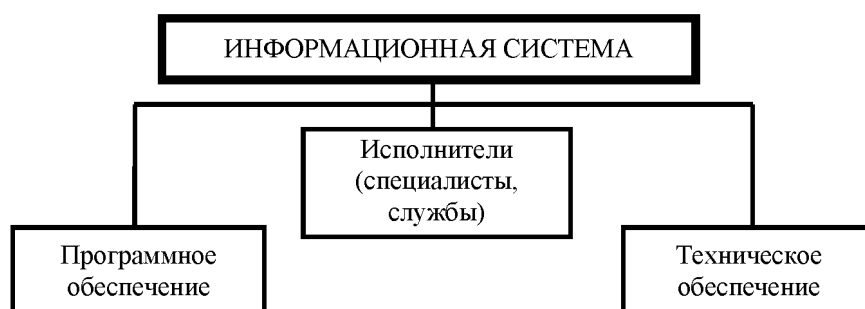 ИНФОРМАЦИОННАЯ СИСТЕМА
Исполнители
(специалисты,
службы)
Программное
обеспечение
Техническое
обеспечение